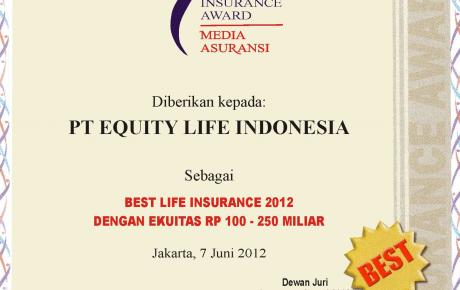 INSURANCE
AWARD
MEDIA
ASURANSI
Diberikan kepada:
PT EQUITY LIFE INDONESIA
Sebagai
BEST LIFE INSURANCE 2012
DENGAN EKUITAS RP 100 - 250 MILIAR
Jakarta, 7 Juni 2012
BEST
Dewan Juri